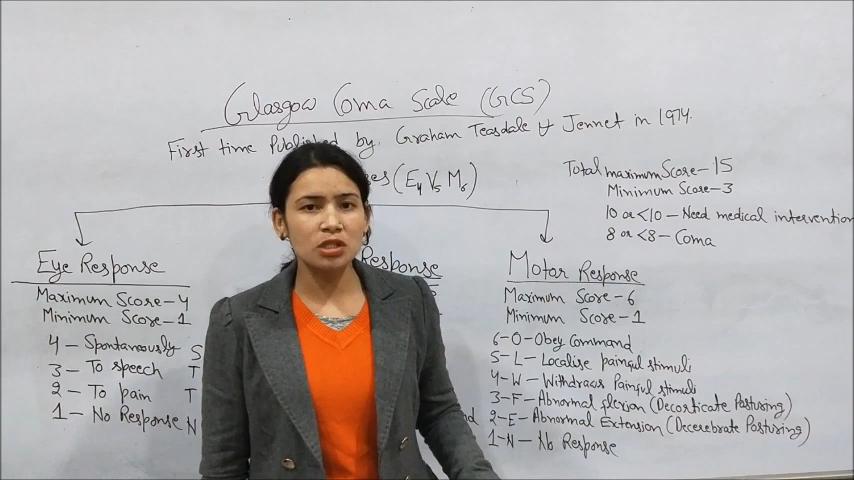 Glasgow Coma Scale (GCS)
First time Published by Graham Teasdale & Jennet in 1974.
(E4 V5 M6)
Total maximum Score-15
Minimum Score-3
10 or <10 - Need medical intervention
8 or <8 - Coma
Eye Response
Maximum Score-4
Minimum Score-1
4 - Spontaneously S
3 - To speech T
2 - To pain T
1 - No Response N
Response
Motor Response
Maximum Score-6
Minimum Score-1
6-O-Obey Command
5-L-Localise painful stimuli
4-W-Withdraws Painful stimuli
3-F-Abnormal flexion (Decorticate Posturing)
2-E-Abnormal Extension (Decerebrate Posturing)
1-N-No Response